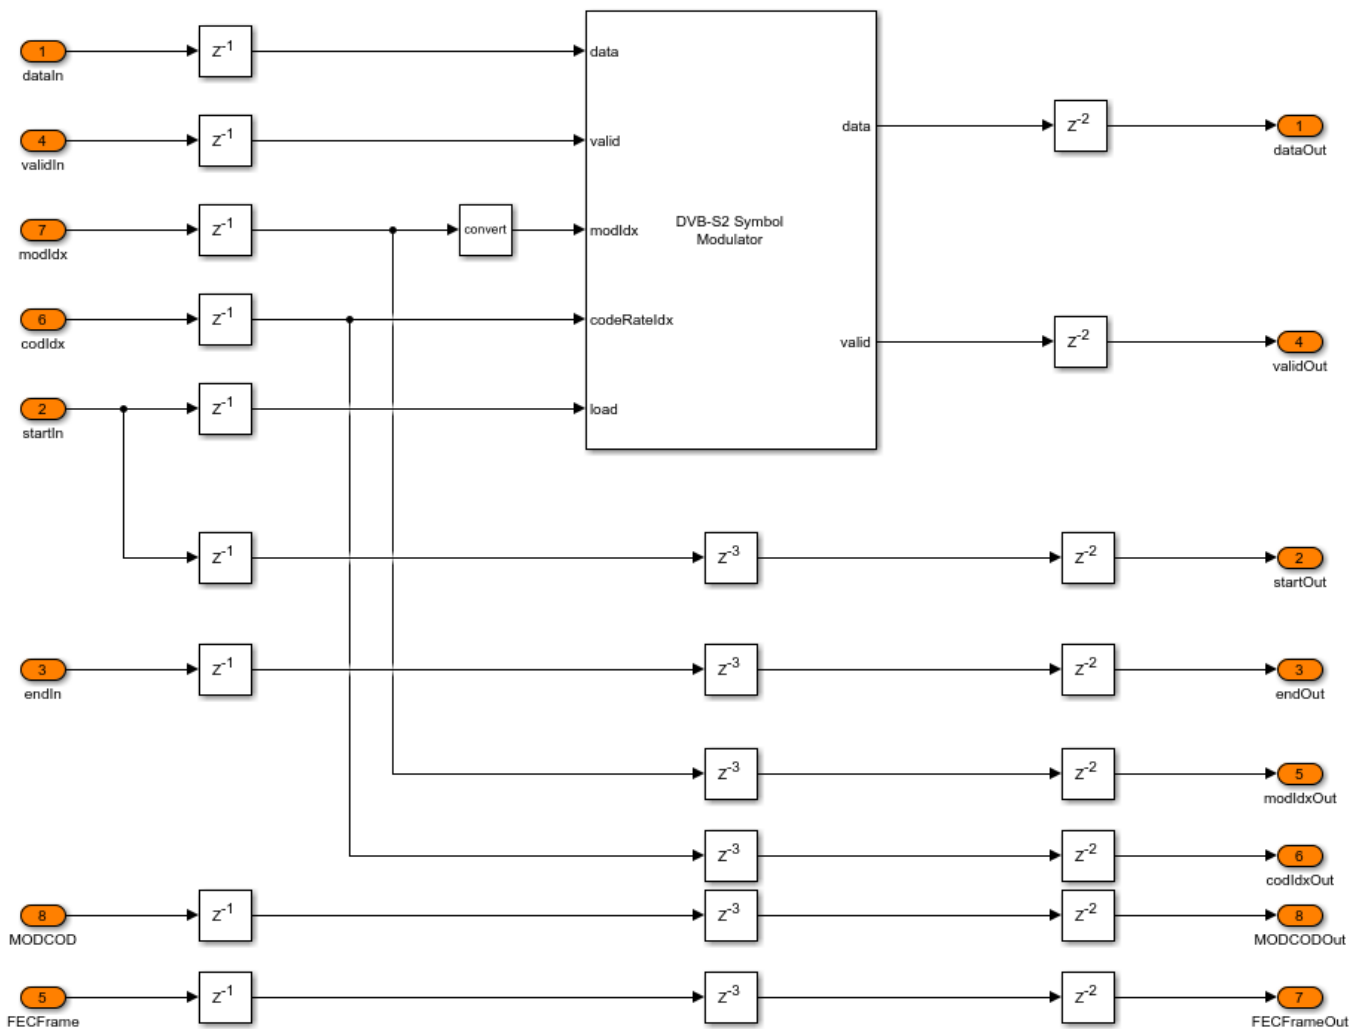 1
dataIn
z-1
data
4
validIn
z-1
valid
7
modIdx
z-1
convert
modIdx
6
codIdx
z-1
codeRateIdx
2
startIn
z-1
load
DVB-S2 Symbol
Modulator
data
z-2
1
dataOut
valid
z-2
4
validOut
z-1
z-3
z-2
2
startOut
3
endIn
z-1
z-3
z-2
3
endOut
z-3
z-2
5
modIdxOut
z-3
z-2
6
codIdxOut
8
MODCOD
z-1
z-3
z-2
8
MODCODOut
5
FECFrame
z-1
z-3
z-2
7
FECFrameOut